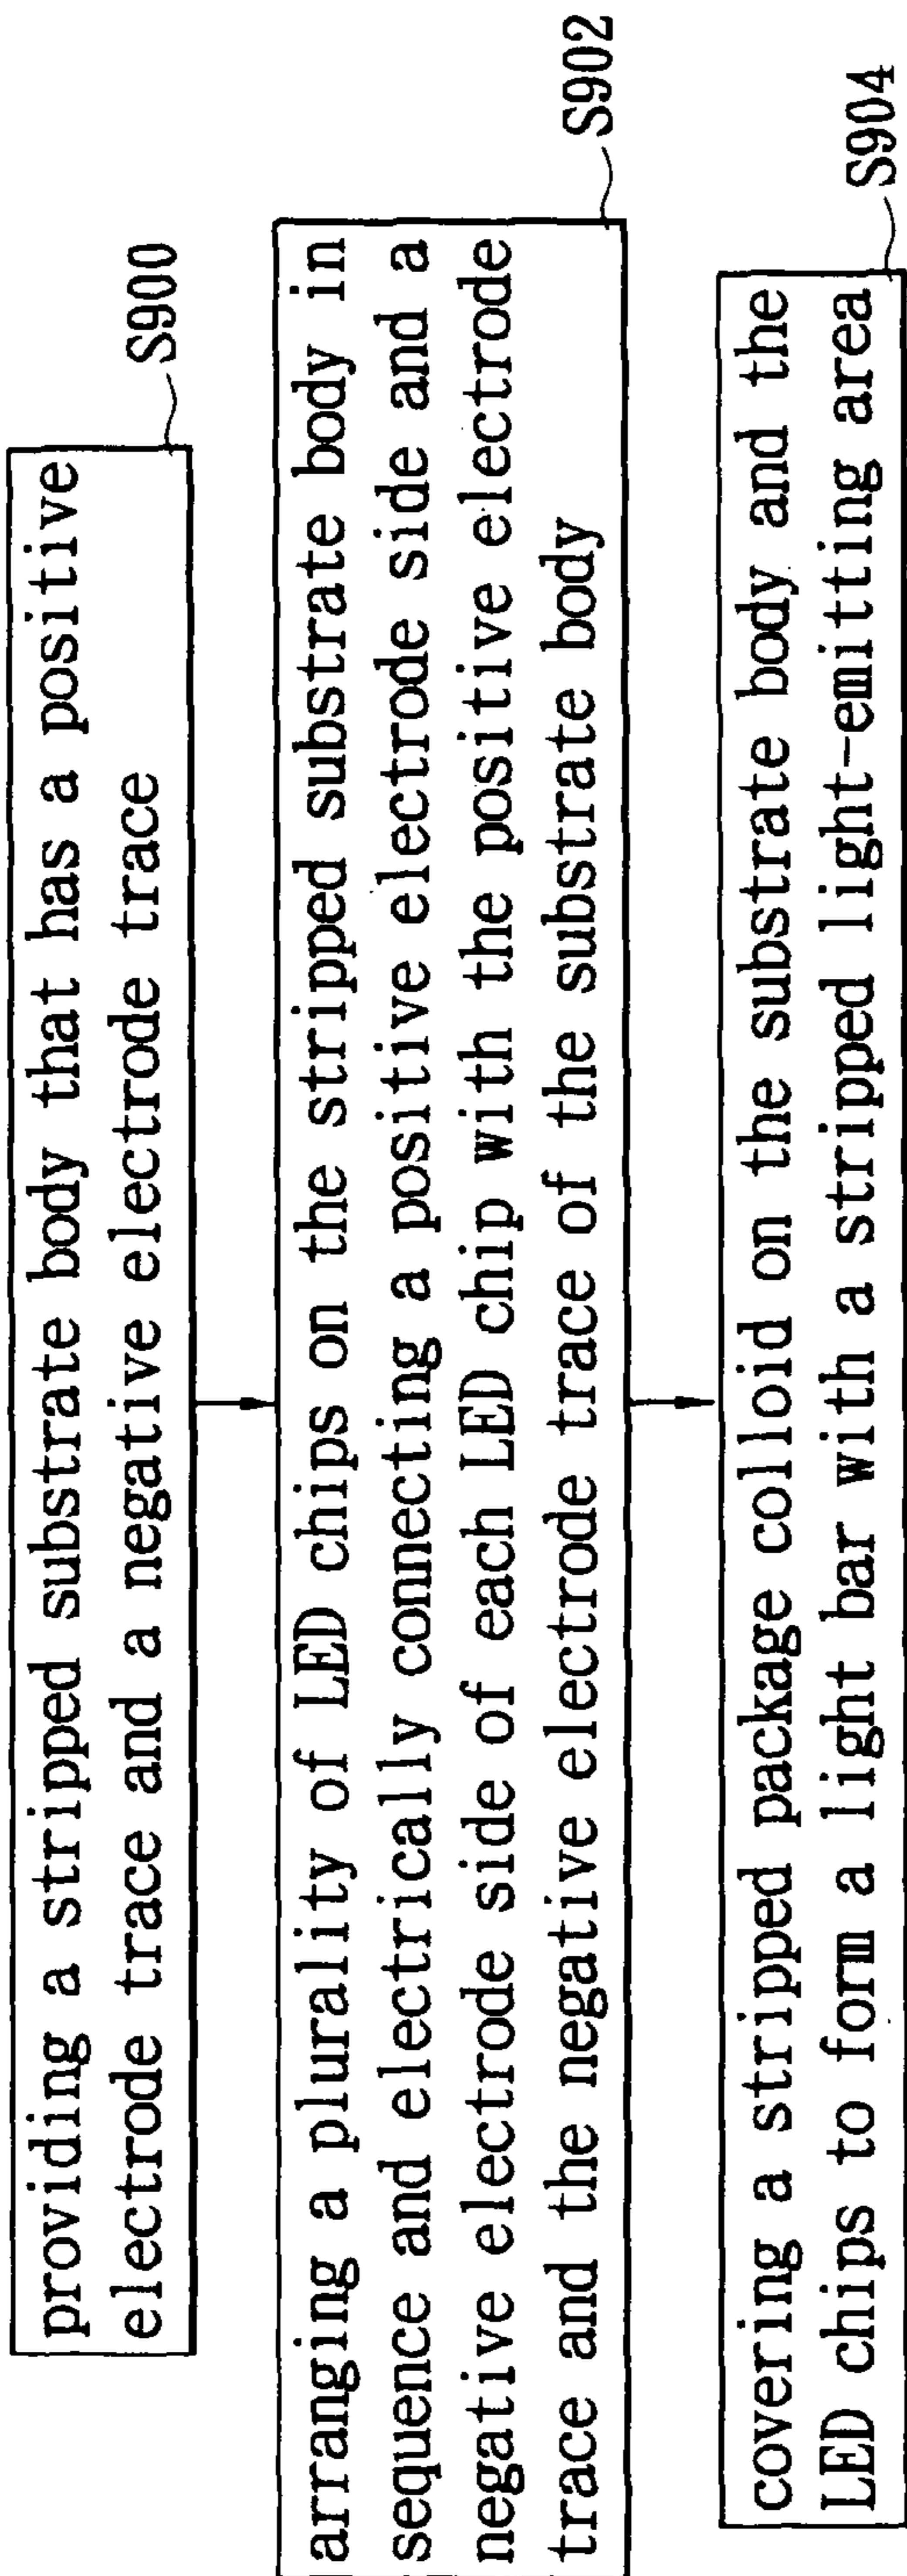 providing a stripped substrate body that has a positive
electrode trace and a negative electrode trace
S900
arranging a plurality of LED chips on the stripped substrate body in
sequence and electrically connecting a positive electrode side and a
negative electrode side of each LED chip with the positive electrode
trace and the negative electrode trace of the substrate body
S902
covering a stripped package colloid on the substrate body and the
LED chips to form a light bar with a stripped light-emitting area
S904